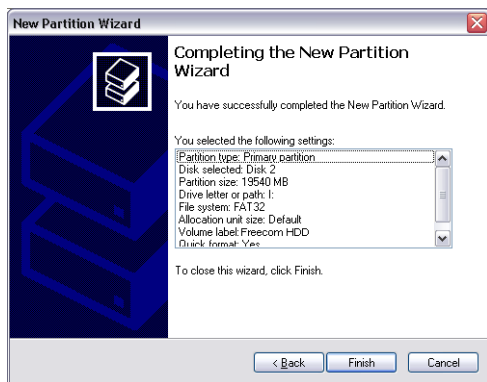 New Partition Wizard
Completing the New Partition
Wizard
You have successfully completed the New Partition Wizard.
You selected the following settings:
Partition type: Primary partition
Disk selected: Disk 2
Partition size: 19540 MB
Drive letter or path: I:
File system: FAT32
Allocation unit size: Default
Volume label: Freecom HDD
Quick format: Yes
To close this wizard, click Finish.
< Back Finish Cancel